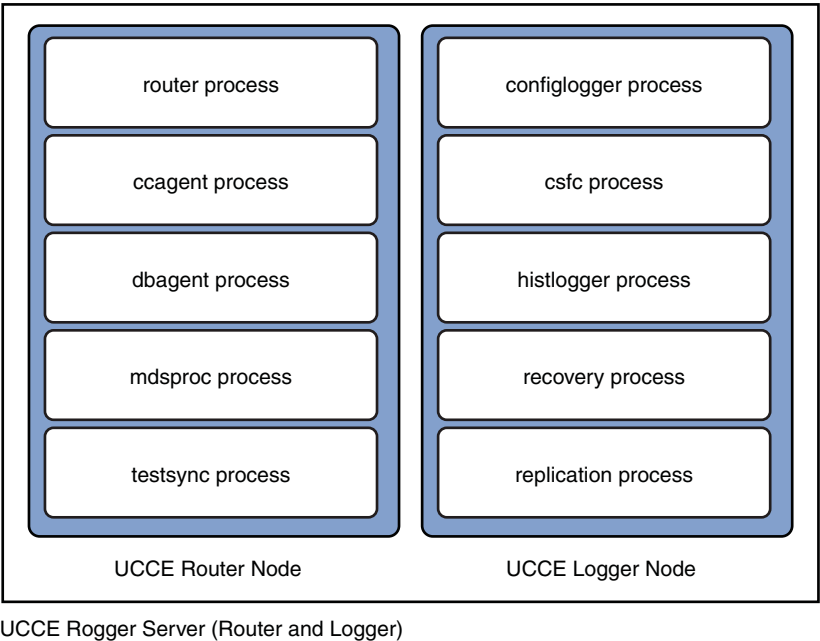 router process
ccagent process
dbagent process
mdsproc process
testsync process
UCCE Router Node
configlogger process
csfc process
histlogger process
recovery process
replication process
UCCE Logger Node
UCCE Rogger Server (Router and Logger)